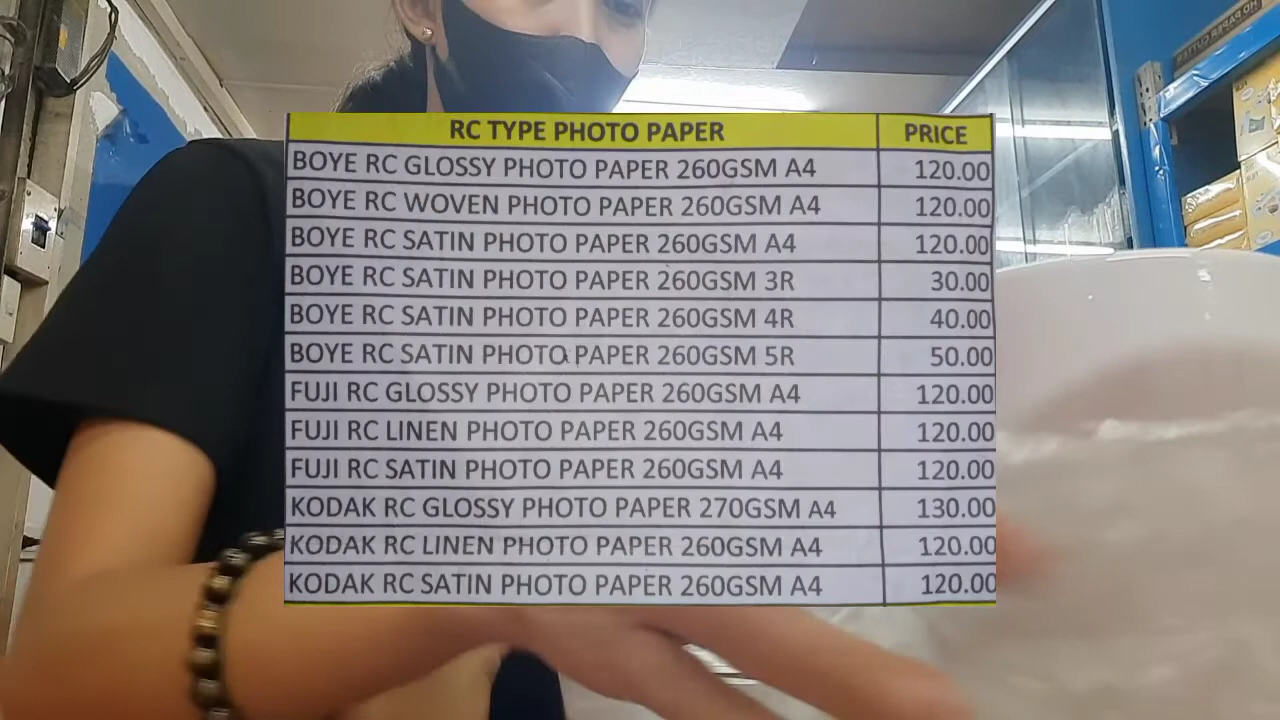 RC TYPE PHOTO PAPER PRICE
BOYE RC GLOSSY PHOTO PAPER 260GSM A4 120.00
BOYE RC WOVEN PHOTO PAPER 260GSM A4 120.00
BOYE RC SATIN PHOTO PAPER 260GSM A4 120.00
BOYE RC SATIN PHOTO PAPER 260GSM 3R 30.00
BOYE RC SATIN PHOTO PAPER 260GSM 4R 40.00
BOYE RC SATIN PHOTO PAPER 260GSM 5R 50.00
FUJI RC GLOSSY PHOTO PAPER 260GSM A4 120.00
FUJI RC LINEN PHOTO PAPER 260GSM A4 120.00
FUJI RC SATIN PHOTO PAPER 260GSM A4 120.00
KODAK RC GLOSSY PHOTO PAPER 270GSM A4 130.00
KODAK RC LINEN PHOTO PAPER 260GSM A4 120.00
KODAK RC SATIN PHOTO PAPER 260GSM A4 120.00